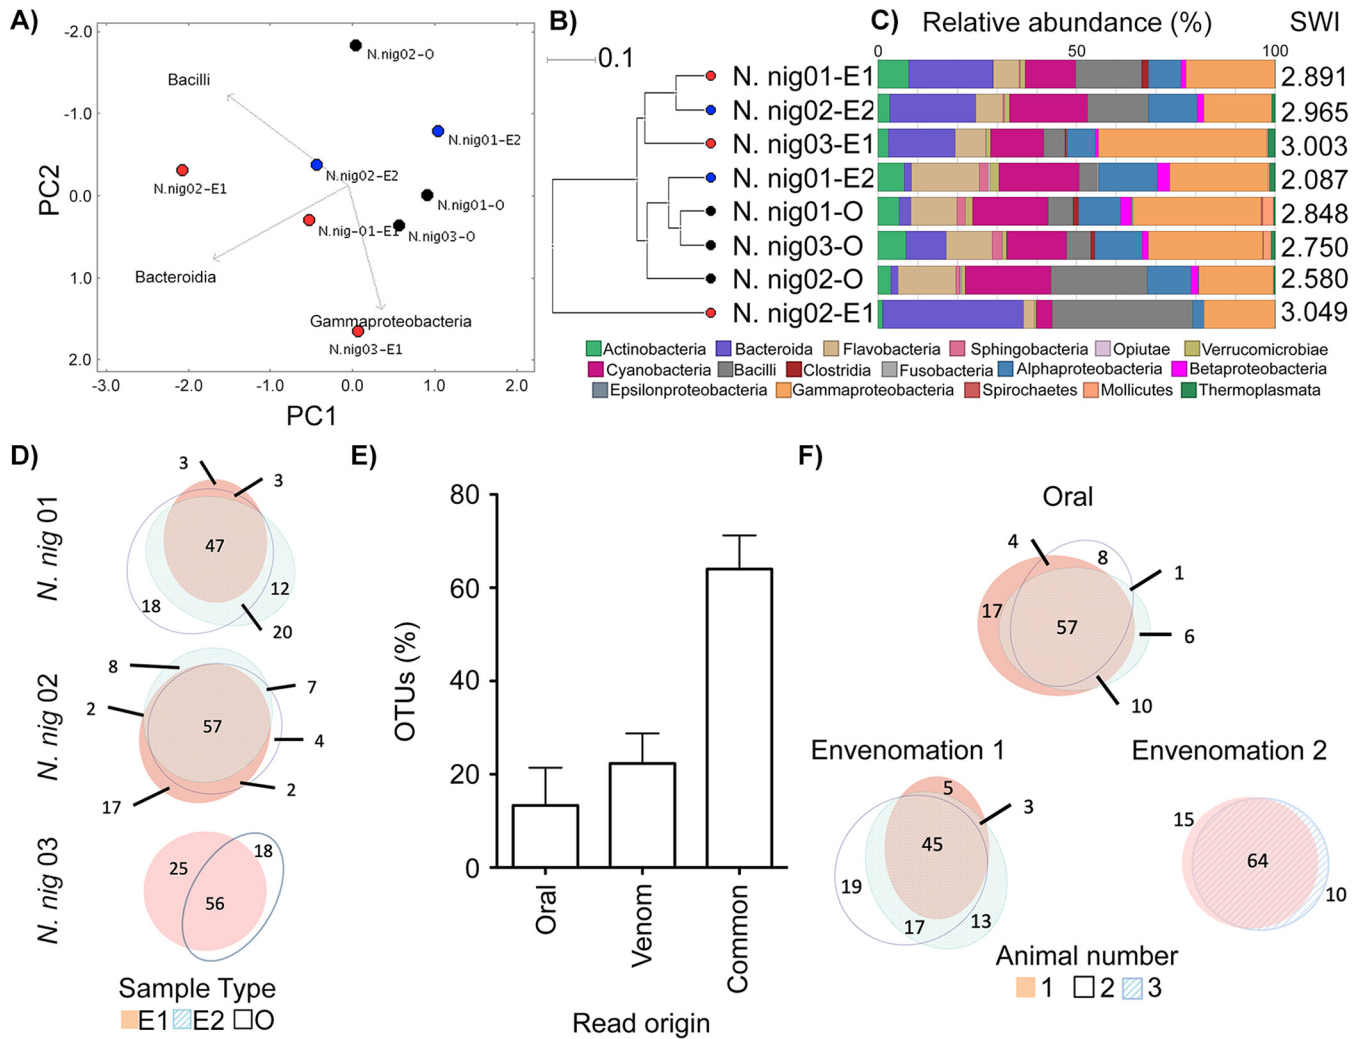 A)
-2.0
-1.0
0.0
1.0
2.0
PC2
-3.0 -2.0 -1.0 0.0 1.0 2.0
PC1
N.nig02-O
Bacilli
N.nig01-E2
N.nig02-E2
N.nig02-E1
N.nig01-O
N.nig-01-E1
N.nig03-O
Bacteroidia
Gammaproteobacteria
N.nig03-E1
B)
0.1
N. nig01-E1
N. nig02-E2
N. nig03-E1
N. nig01-E2
N. nig01-O
N. nig03-O
N. nig02-O
N. nig02-E1
C) Relative abundance (%) SWI
0 50 100
2.891
2.965
3.003
2.087
2.848
2.750
2.580
3.049
Actinobacteria Bacteroida Flavobacteria Sphingobacteria Opiutae Verrucomicrobiae
Cyanobacteria Bacilli Clostridia Fusobacteria Alphaproteobacteria Betaproteobacteria
Epsilonproteobacteria Gammaproteobacteria Spirochaetes Mollicutes Thermoplasmata
D)
N. nig 01
3
3
47
12
18
20
N. nig 02
8
7
2
57
4
2
17
N. nig 03
25
18
56
Sample Type
E1 E2 O
E)
80
60
40
20
0
OTUs (%)
Oral
Venom
Common
Read origin
F)
Oral
4
8
1
17
57
6
10
Envenomation 1
5
3
45
19
17
13
Envenomation 2
15
64
10
Animal number
1 2 3